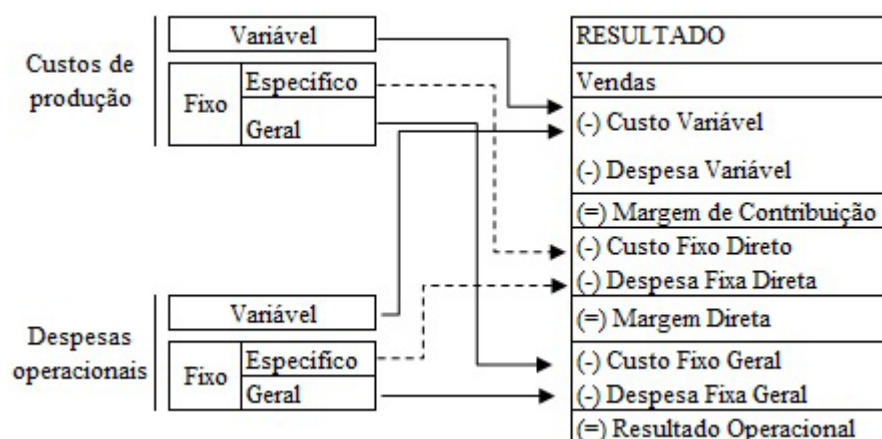 Custos de
produção
Variável
Fixo
Específico
Geral
Despesas
operacionais
Variável
Fixo
Específico
Geral
RESULTADO
Vendas
(-) Custo Variável
(-) Despesa Variável
(=) Margem de Contribuição
(-) Custo Fixo Direto
(-) Despesa Fixa Direta
(=) Margem Direta
(-) Custo Fixo Geral
(-) Despesa Fixa Geral
(=) Resultado Operacional